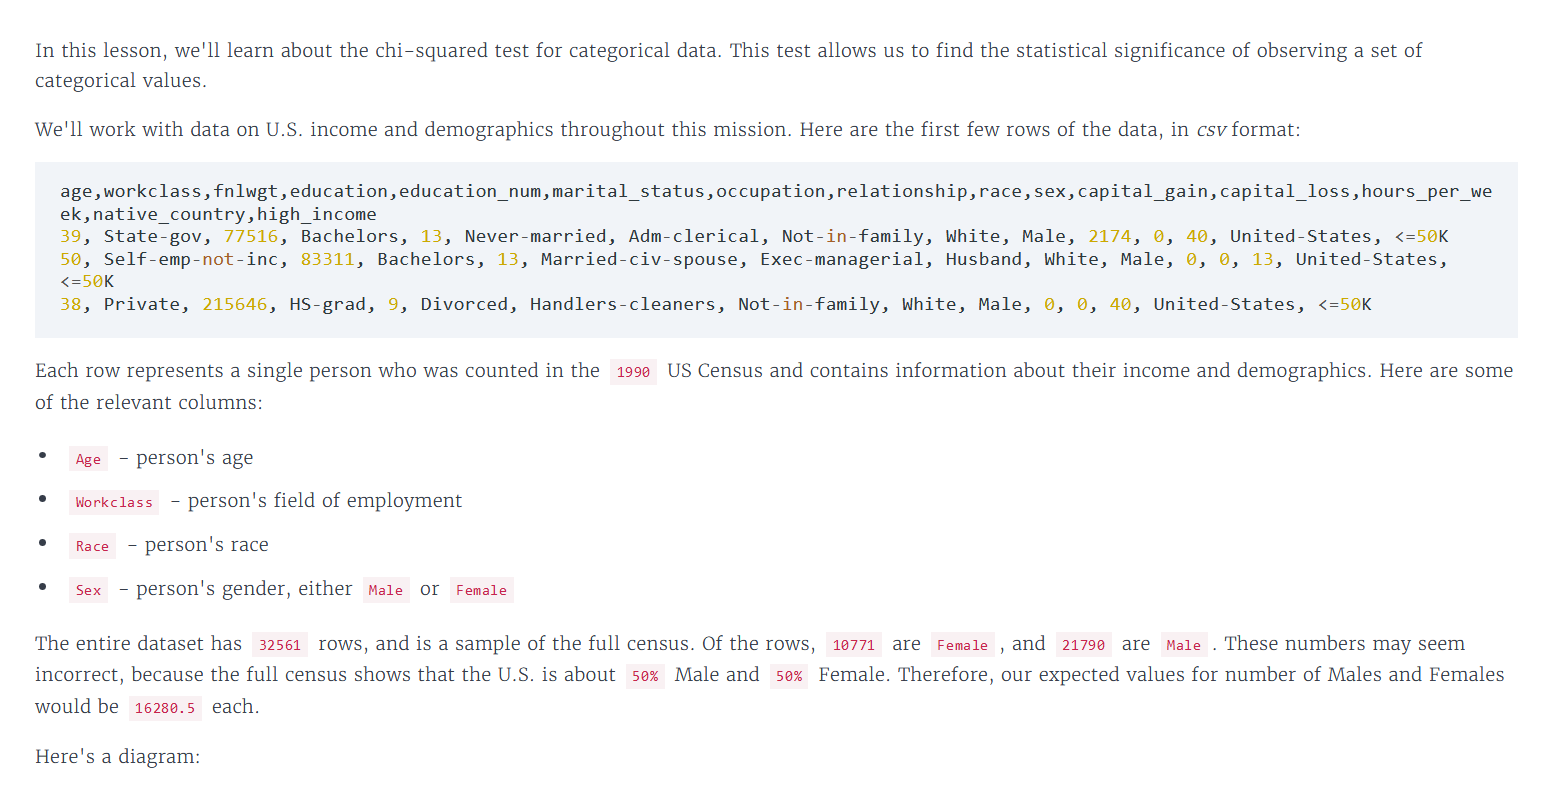 In this lesson, we'll learn about the chi-squared test for categorical data. This test allows us to find the statistical significance of observing a set of
categorical values.
We'll work with data on U.S. income and demographics throughout this mission. Here are the first few rows of the data, in csv format:
age,workclass,fnlwgt,education,education_num,marital_status,occupation,relationship,race,sex,capital_gain,capital_loss,hours_per_we
ek,native_country,high_income
39, State-gov, 77516, Bachelors, 13, Never-married, Adm-clerical, Not-in-family, White, Male, 2174, 0, 40, United-States, <=50K
50, Self-emp-not-inc, 83311, Bachelors, 13, Married-civ-spouse, Exec-managerial, Husband, White, Male, 0, 0, 13, United-States,
<=50K
38, Private, 215646, HS-grad, 9, Divorced, Handlers-cleaners, Not-in-family, White, Male, 0, 0, 40, United-States, <=50K
Each row represents a single person who was counted in the 1990 US Census and contains information about their income and demographics. Here are some
of the relevant columns:
• Age – person's age
• Workclass – person's field of employment
• Race – person's race
• Sex – person's gender, either Male or Female
The entire dataset has 32561 rows, and is a sample of the full census. Of the rows, 10771 are Female , and 21790 are Male . These numbers may seem
incorrect, because the full census shows that the U.S. is about 50% Male and 50% Female. Therefore, our expected values for number of Males and Females
would be 16280.5 each.
Here's a diagram: